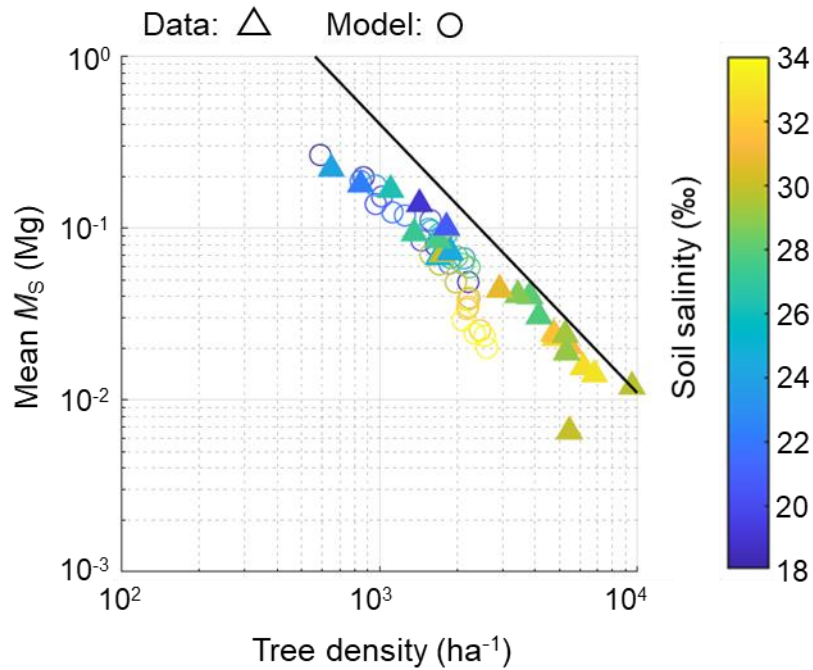 Data: △ Model: ○
10⁰
10⁻¹
10⁻²
10⁻³
10² 10³ 10⁴
Mean M_S (Mg)
Tree density (ha⁻¹)
34
32
30
28
26
24
22
20
18
Soil salinity (‰)